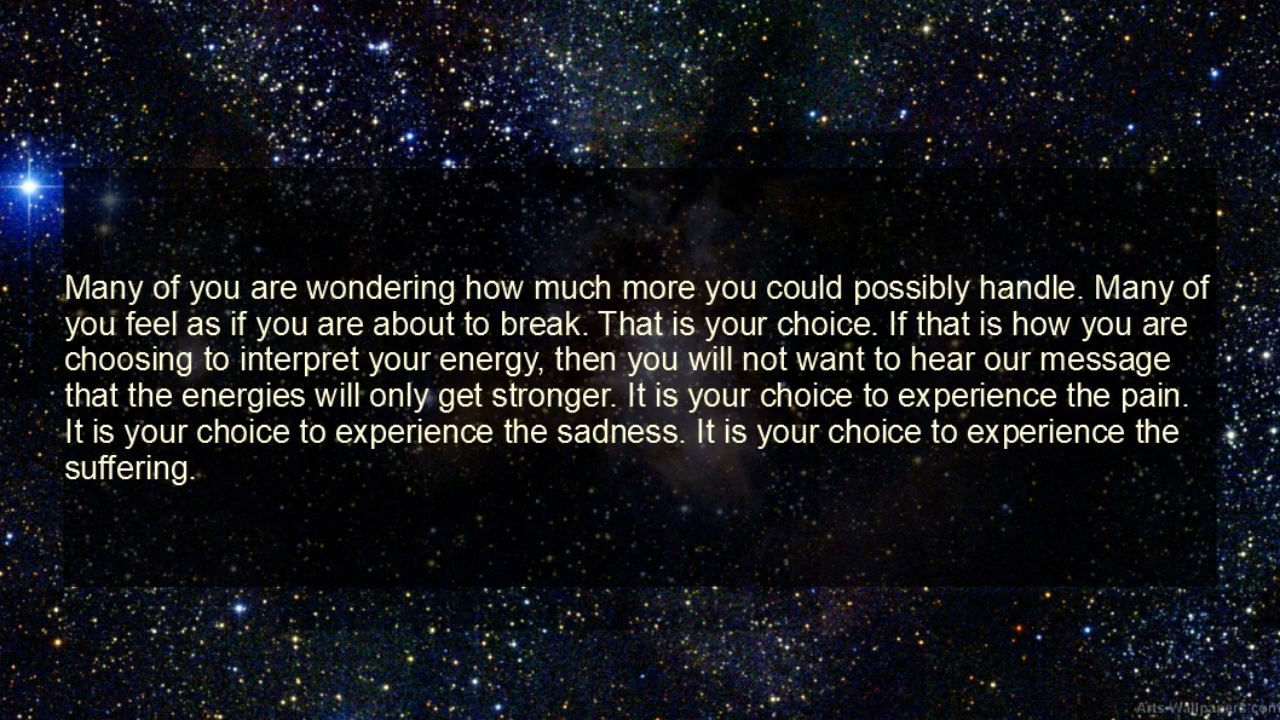 Many of you are wondering how much more you could possibly handle. Many of
you feel as if you are about to break. That is your choice. If that is how you are
choosing to interpret your energy, then you will not want to hear our message
that the energies will only get stronger. It is your choice to experience the pain.
It is your choice to experience the sadness. It is your choice to experience the
suffering.
Arts-Wallpapers.com